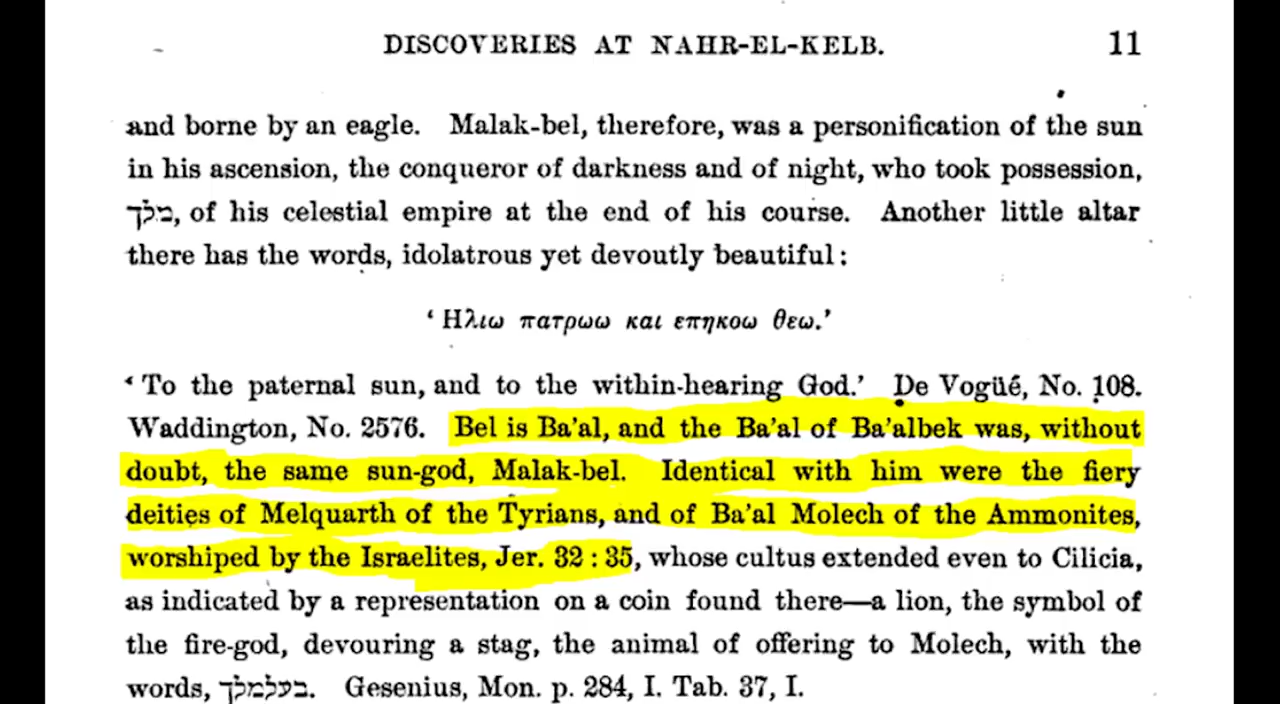 DISCOVERIES AT NAHR-EL-KELB. 11
and borne by an eagle. Malak-bel, therefore, was a personification of the sun
in his ascension, the conqueror of darkness and of night, who took possession,
מלך, of his celestial empire at the end of his course. Another little altar
there has the words, idolatrous yet devoutly beautiful:
‘Ηλιω πατρωω και επηκοω θεω.’
‘To the paternal sun, and to the within-hearing God.’ De Vogüé, No. 108.
Waddington, No. 2576. Bel is Ba’al, and the Ba’al of Ba’albek was, without
doubt, the same sun-god, Malak-bel. Identical with him were the fiery
deities of Melquarth of the Tyrians, and of Ba’al Molech of the Ammonites,
worshiped by the Israelites, Jer. 32 : 35, whose cultus extended even to Cilicia,
as indicated by a representation on a coin found there—a lion, the symbol of
the fire-god, devouring a stag, the animal of offering to Molech, with the
words, בעלמלך. Gesenius, Mon. p. 284, I. Tab. 37, I.